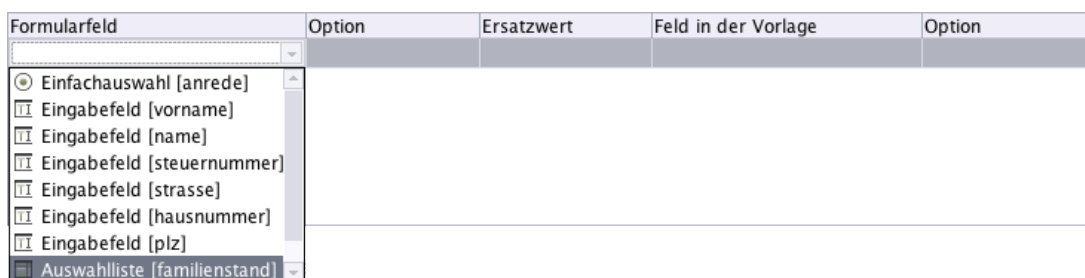 Formularfeld Option Ersatzwert Feld in der Vorlage Option
Einfachauswahl [anrede]
Eingabefeld [vorname]
Eingabefeld [name]
Eingabefeld [steuernummer]
Eingabefeld [strasse]
Eingabefeld [hausnummer]
Eingabefeld [plz]
Auswahlliste [familienstand]